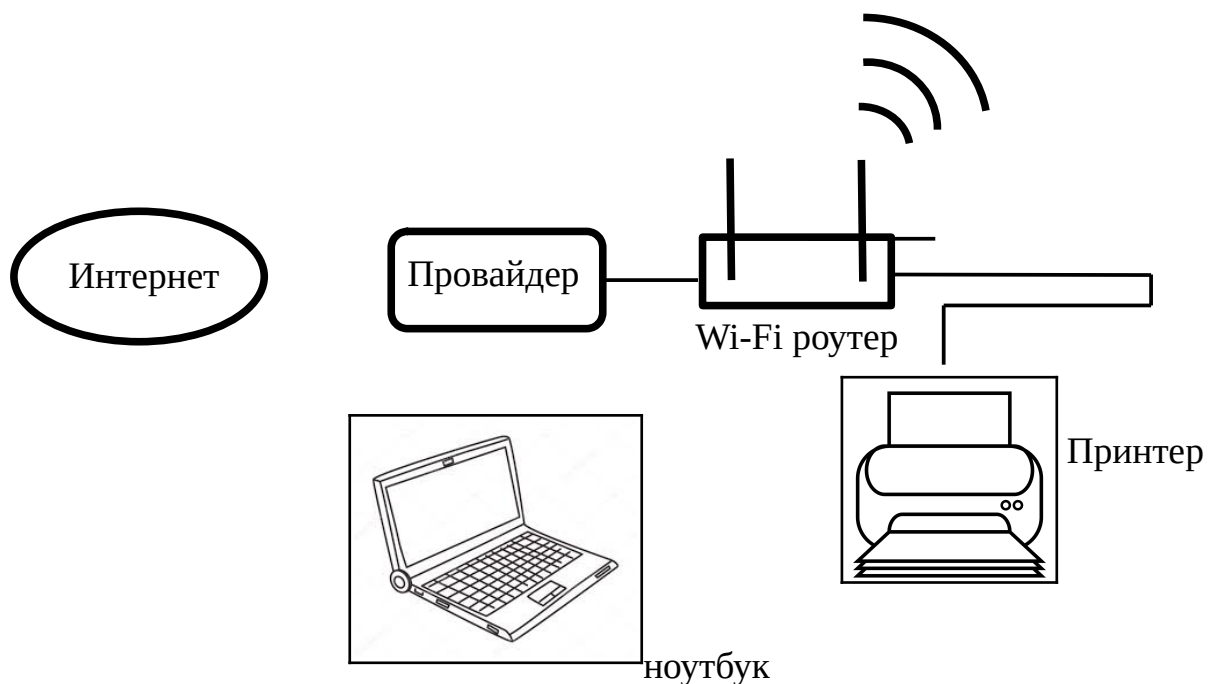 Интернет
Провайдер
Wi-Fi роутер
Принтер
ноутбук